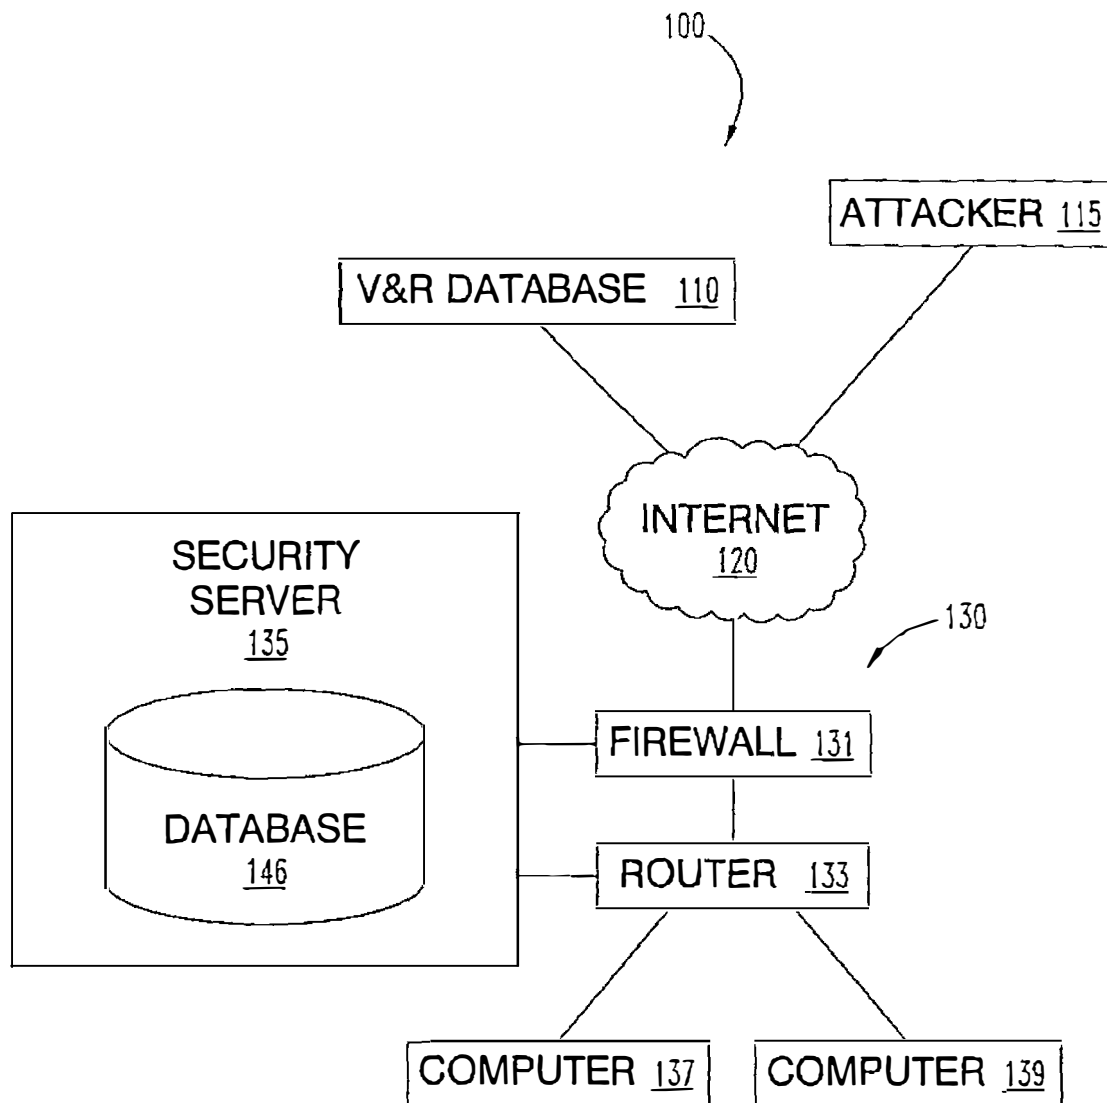 100
ATTACKER 115
V&R DATABASE 110
INTERNET
120
SECURITY
SERVER
135
130
FIREWALL 131
DATABASE
146
ROUTER 133
COMPUTER 137
COMPUTER 139